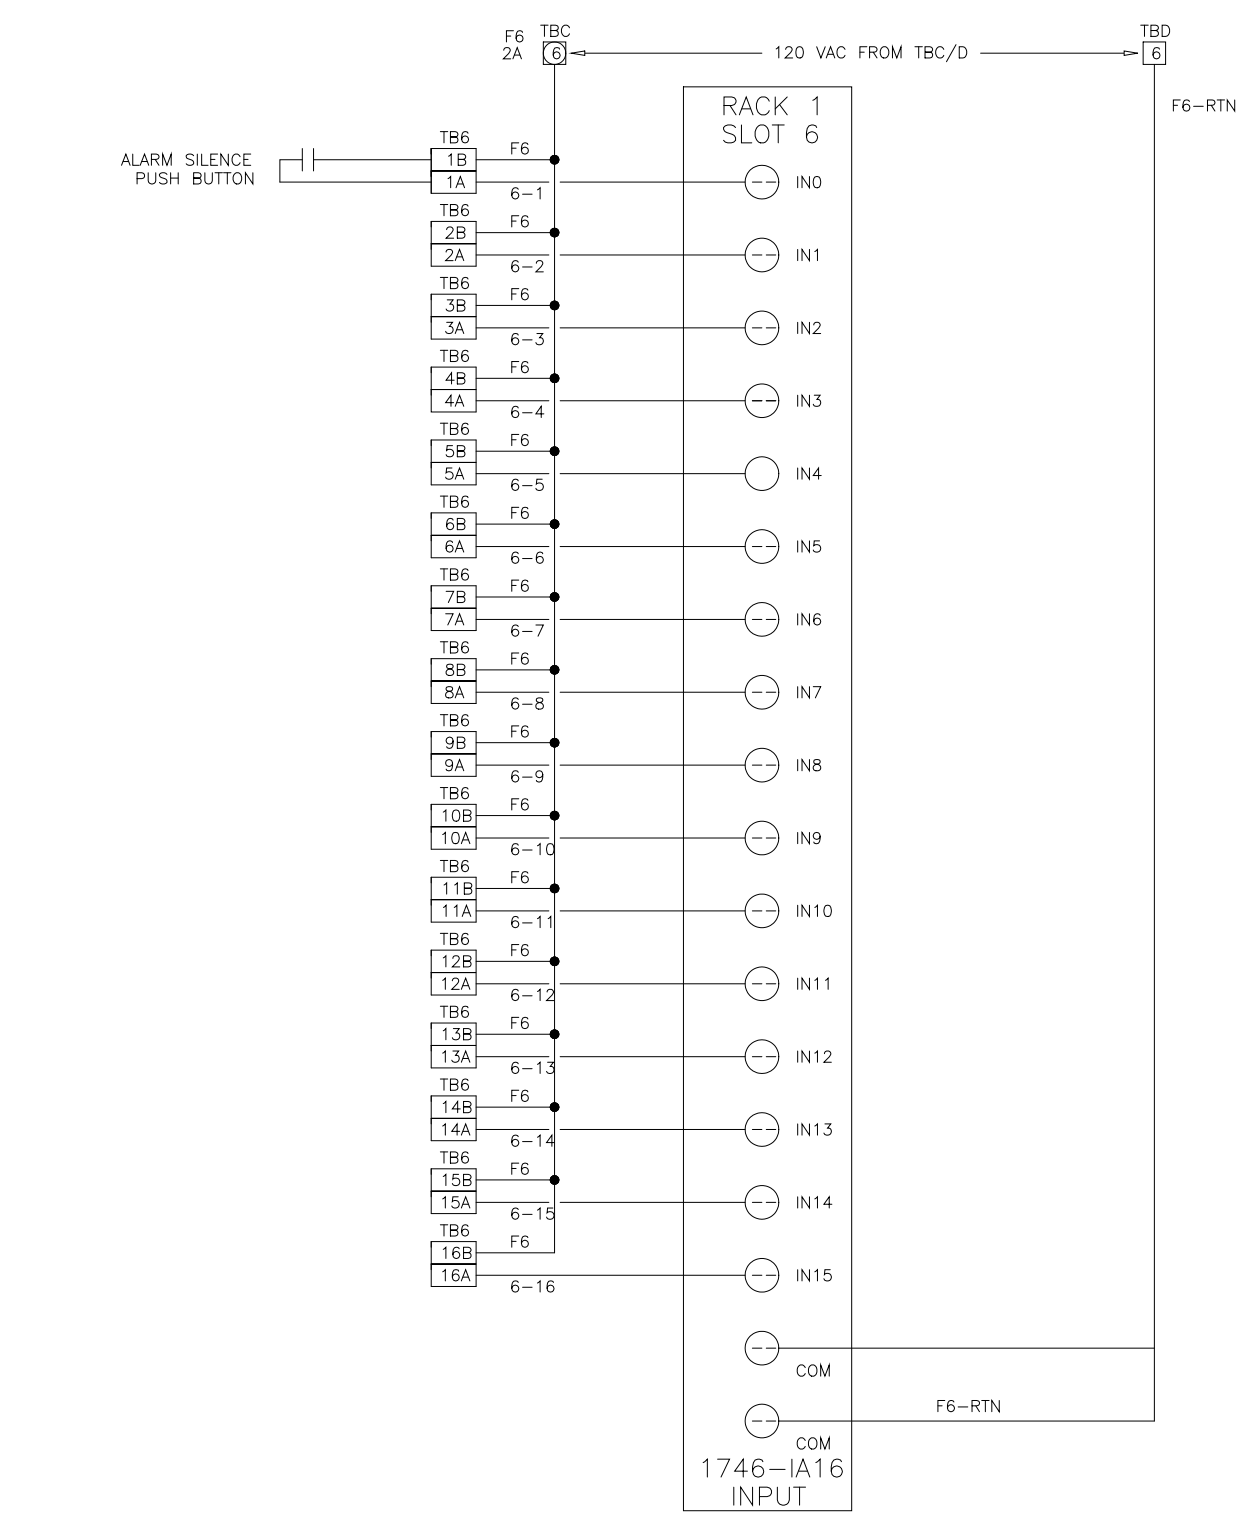 F6 TBC
2A 6
120 VAC FROM TBC/D
TBD
6
F6-RTN
RACK 1
SLOT 6
ALARM SILENCE
PUSH BUTTON
TB6
1B F6
1A 6-1 -- IN0
TB6
2B F6
2A 6-2 -- IN1
TB6
3B F6
3A 6-3 -- IN2
TB6
4B F6
4A 6-4 -- IN3
TB6
5B F6
5A 6-5 IN4
TB6
6B F6
6A 6-6 -- IN5
TB6
7B F6
7A 6-7 -- IN6
TB6
8B F6
8A 6-8 -- IN7
TB6
9B F6
9A 6-9 -- IN8
TB6
10B F6
10A 6-10 -- IN9
TB6
11B F6
11A 6-11 -- IN10
TB6
12B F6
12A 6-12 -- IN11
TB6
13B F6
13A 6-13 -- IN12
TB6
14B F6
14A 6-14 -- IN13
TB6
15B F6
15A 6-15 -- IN14
TB6
16B F6
16A 6-16 -- IN15
-- COM
F6-RTN
-- COM
1746-IA16
INPUT